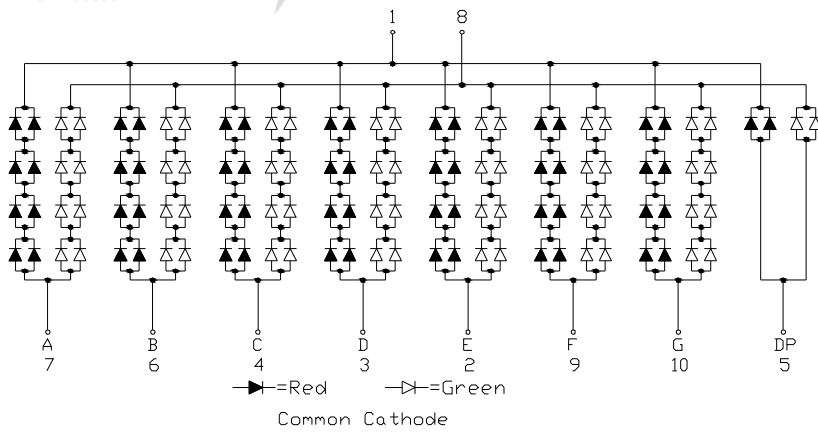 1 8
A B C D E F G DP
7 6 4 3 2 9 10 5
=Red =Green
Common Cathode